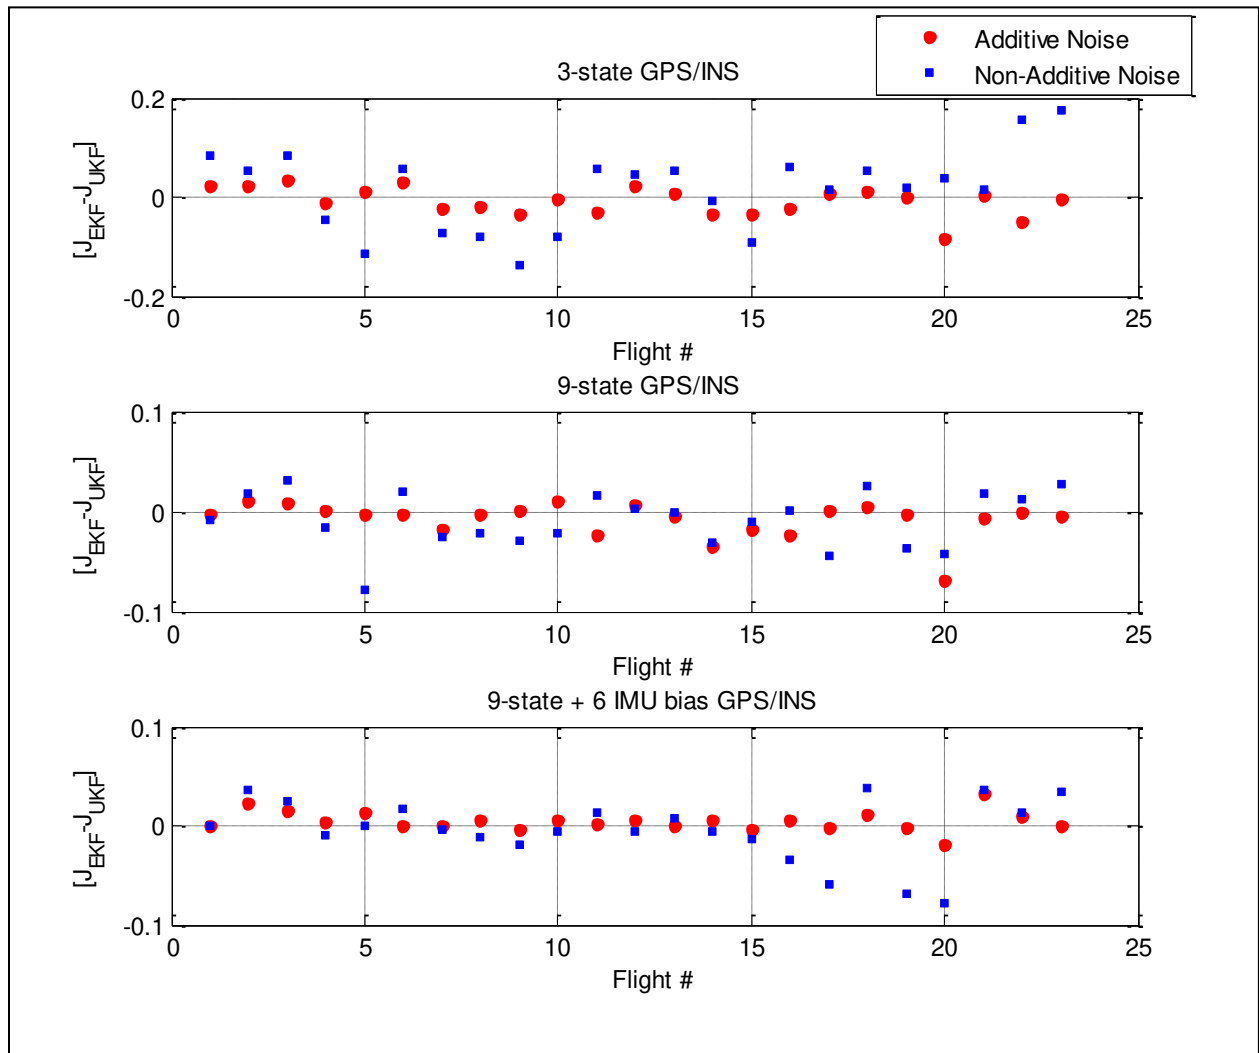 Additive Noise
Non-Additive Noise
3-state GPS/INS
0.2
0
-0.2
[J_EKF-J_UKF]
0 5 10 15 20 25
Flight #
9-state GPS/INS
0.1
0
-0.1
[J_EKF-J_UKF]
0 5 10 15 20 25
Flight #
9-state + 6 IMU bias GPS/INS
0.1
0
-0.1
[J_EKF-J_UKF]
0 5 10 15 20 25
Flight #